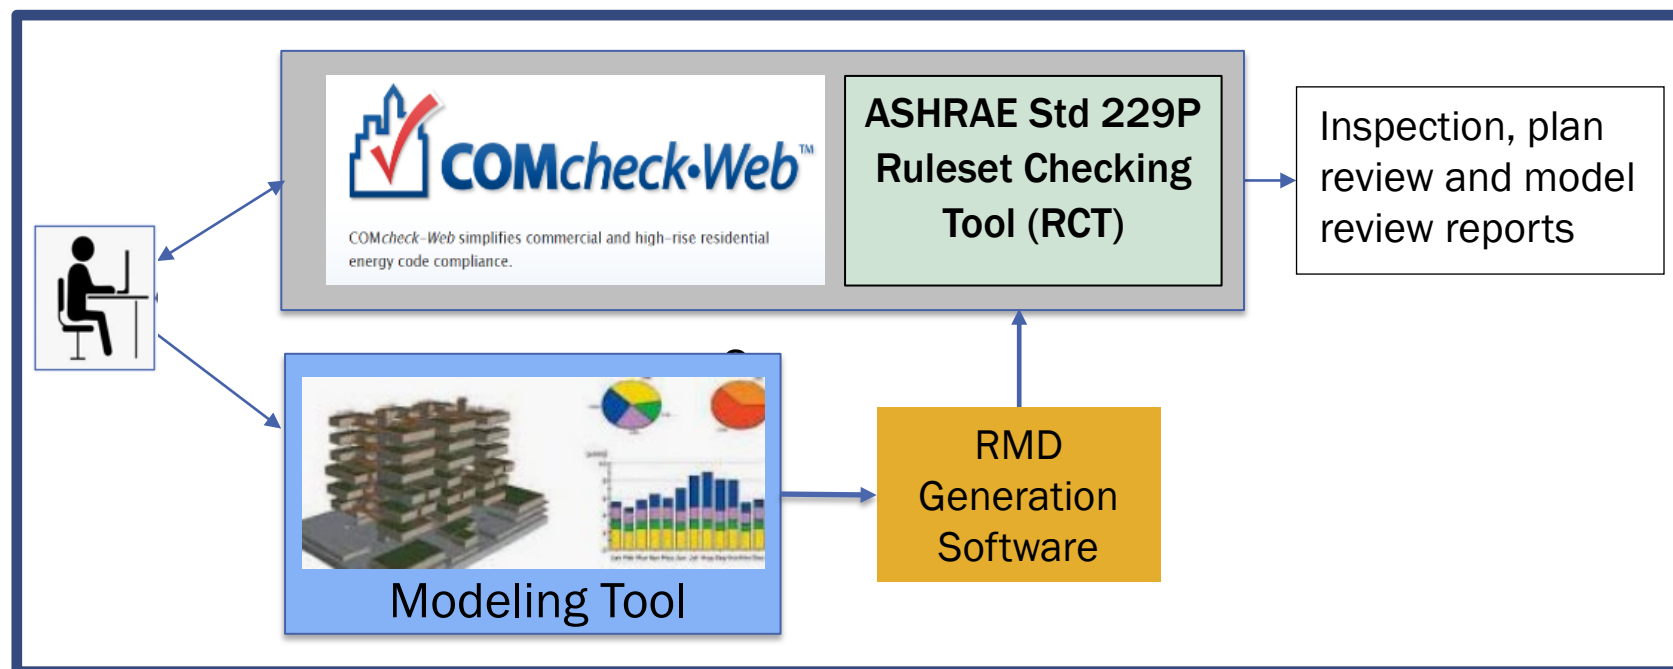 COMcheck•Web™
COMcheck-Web simplifies commercial and high-rise residential
energy code compliance.
ASHRAE Std 229P
Ruleset Checking
Tool (RCT)
Inspection, plan
review and model
review reports
Modeling Tool
RMD
Generation
Software